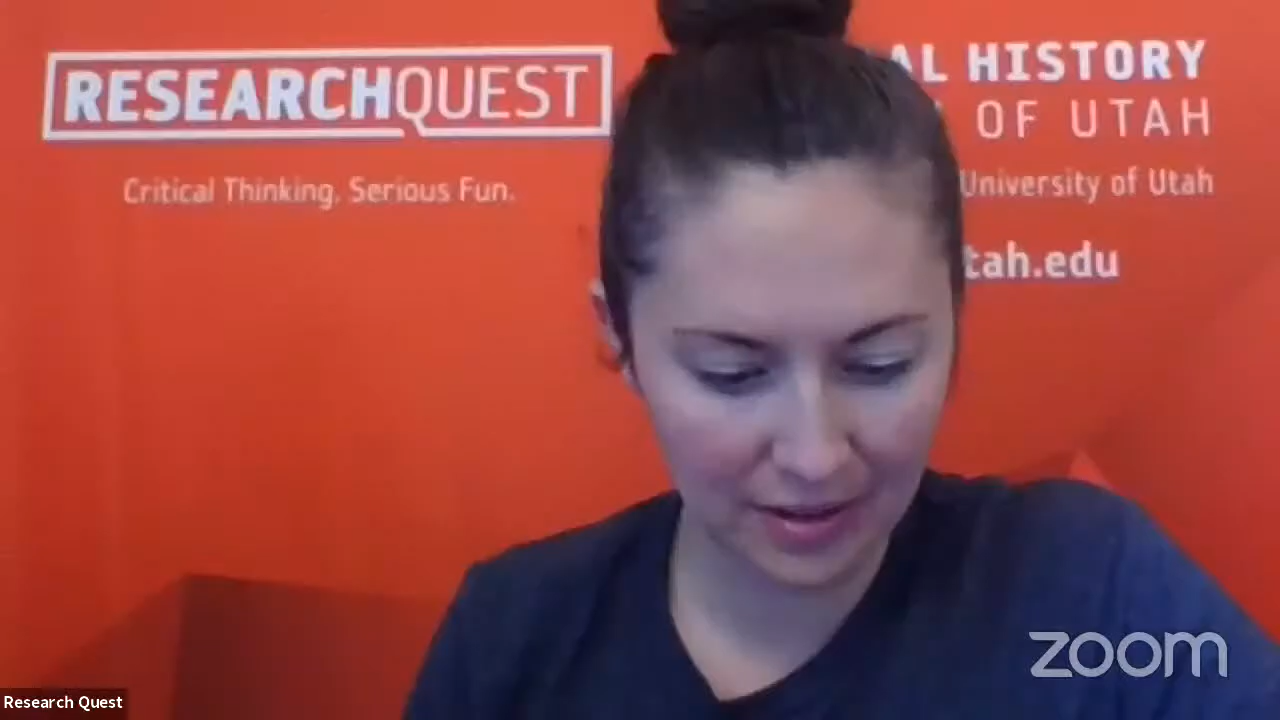 RESEARCHQUEST
Critical Thinking, Serious Fun.
AL HISTORY
OF UTAH
University of Utah
tah.edu
zoom
Research Quest